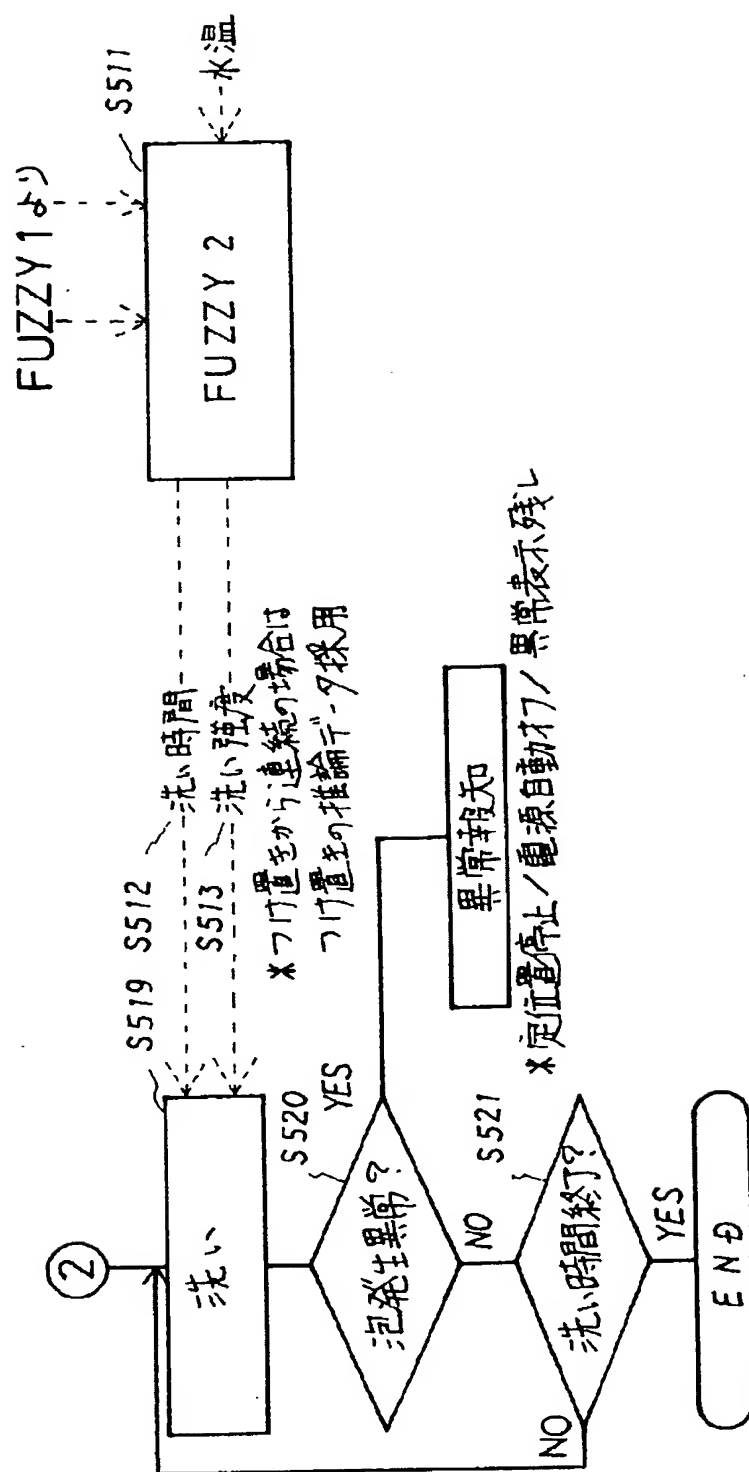 ②
S519
洗い
S512
洗い時間
S513
洗い強度
*つけ置きから連続の場合は
つけ置きの推論データ採用
FUZZY1より
S511
FUZZY 2
水温
S520
泡発生異常?
YES
NO
異常報知
*定位置停止/電源自動オフ/異常表示残し
S521
洗い時間終了?
NO
YES
END